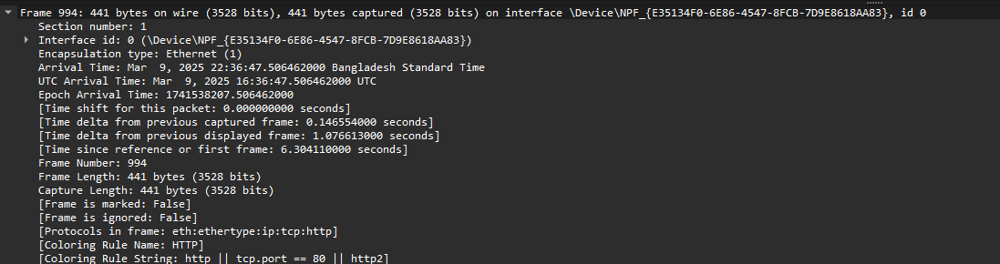 Frame 994: 441 bytes on wire (3528 bits), 441 bytes captured (3528 bits) on interface \Device\NPF_{E35134F0-6E86-4547-8FCB-7D9E8618AA83}, id 0
Section number: 1
Interface id: 0 (\Device\NPF_{E35134F0-6E86-4547-8FCB-7D9E8618AA83})
Encapsulation type: Ethernet (1)
Arrival Time: Mar  9, 2025 22:36:47.506462000 Bangladesh Standard Time
UTC Arrival Time: Mar  9, 2025 16:36:47.506462000 UTC
Epoch Arrival Time: 1741538207.506462000
[Time shift for this packet: 0.000000000 seconds]
[Time delta from previous captured frame: 0.146554000 seconds]
[Time delta from previous displayed frame: 1.076613000 seconds]
[Time since reference or first frame: 6.304110000 seconds]
Frame Number: 994
Frame Length: 441 bytes (3528 bits)
Capture Length: 441 bytes (3528 bits)
[Frame is marked: False]
[Frame is ignored: False]
[Protocols in frame: eth:ethertype:ip:tcp:http]
[Coloring Rule Name: HTTP]
[Coloring Rule String: http || tcp.port == 80 || http2]